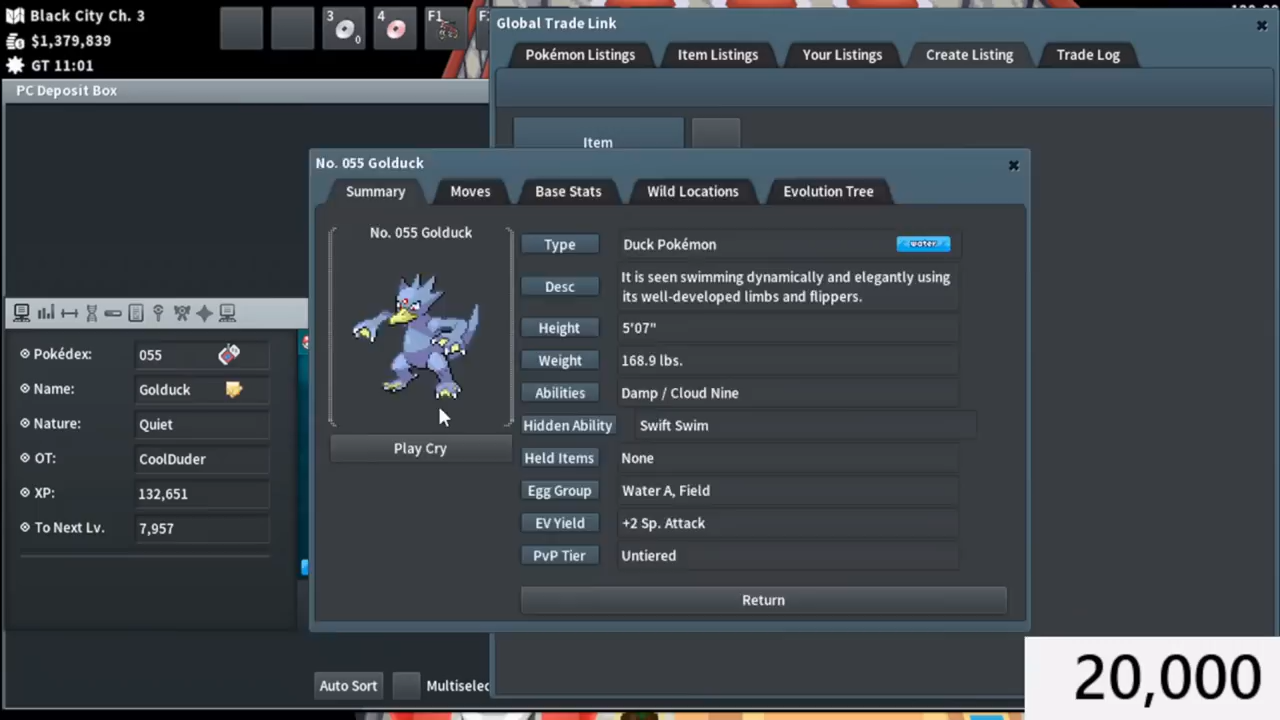 Black City Ch. 3
$1,379,839
GT 11:01
3
0
4
F1
Global Trade Link
Pokémon Listings
Item Listings
Your Listings
Create Listing
Trade Log
PC Deposit Box
Item
No. 055 Golduck
Summary
Moves
Base Stats
Wild Locations
Evolution Tree
No. 055 Golduck
Play Cry
Type
Duck Pokémon
WATER
Desc
It is seen swimming dynamically and elegantly using
its well-developed limbs and flippers.
Height
5'07"
Weight
168.9 lbs.
Abilities
Damp / Cloud Nine
Hidden Ability
Swift Swim
Held Items
None
Egg Group
Water A, Field
EV Yield
+2 Sp. Attack
PvP Tier
Untiered
Return
Pokédex:
055
Name:
Golduck
Nature:
Quiet
OT:
CoolDuder
XP:
132,651
To Next Lv.
7,957
Auto Sort
Multiselec
20,000